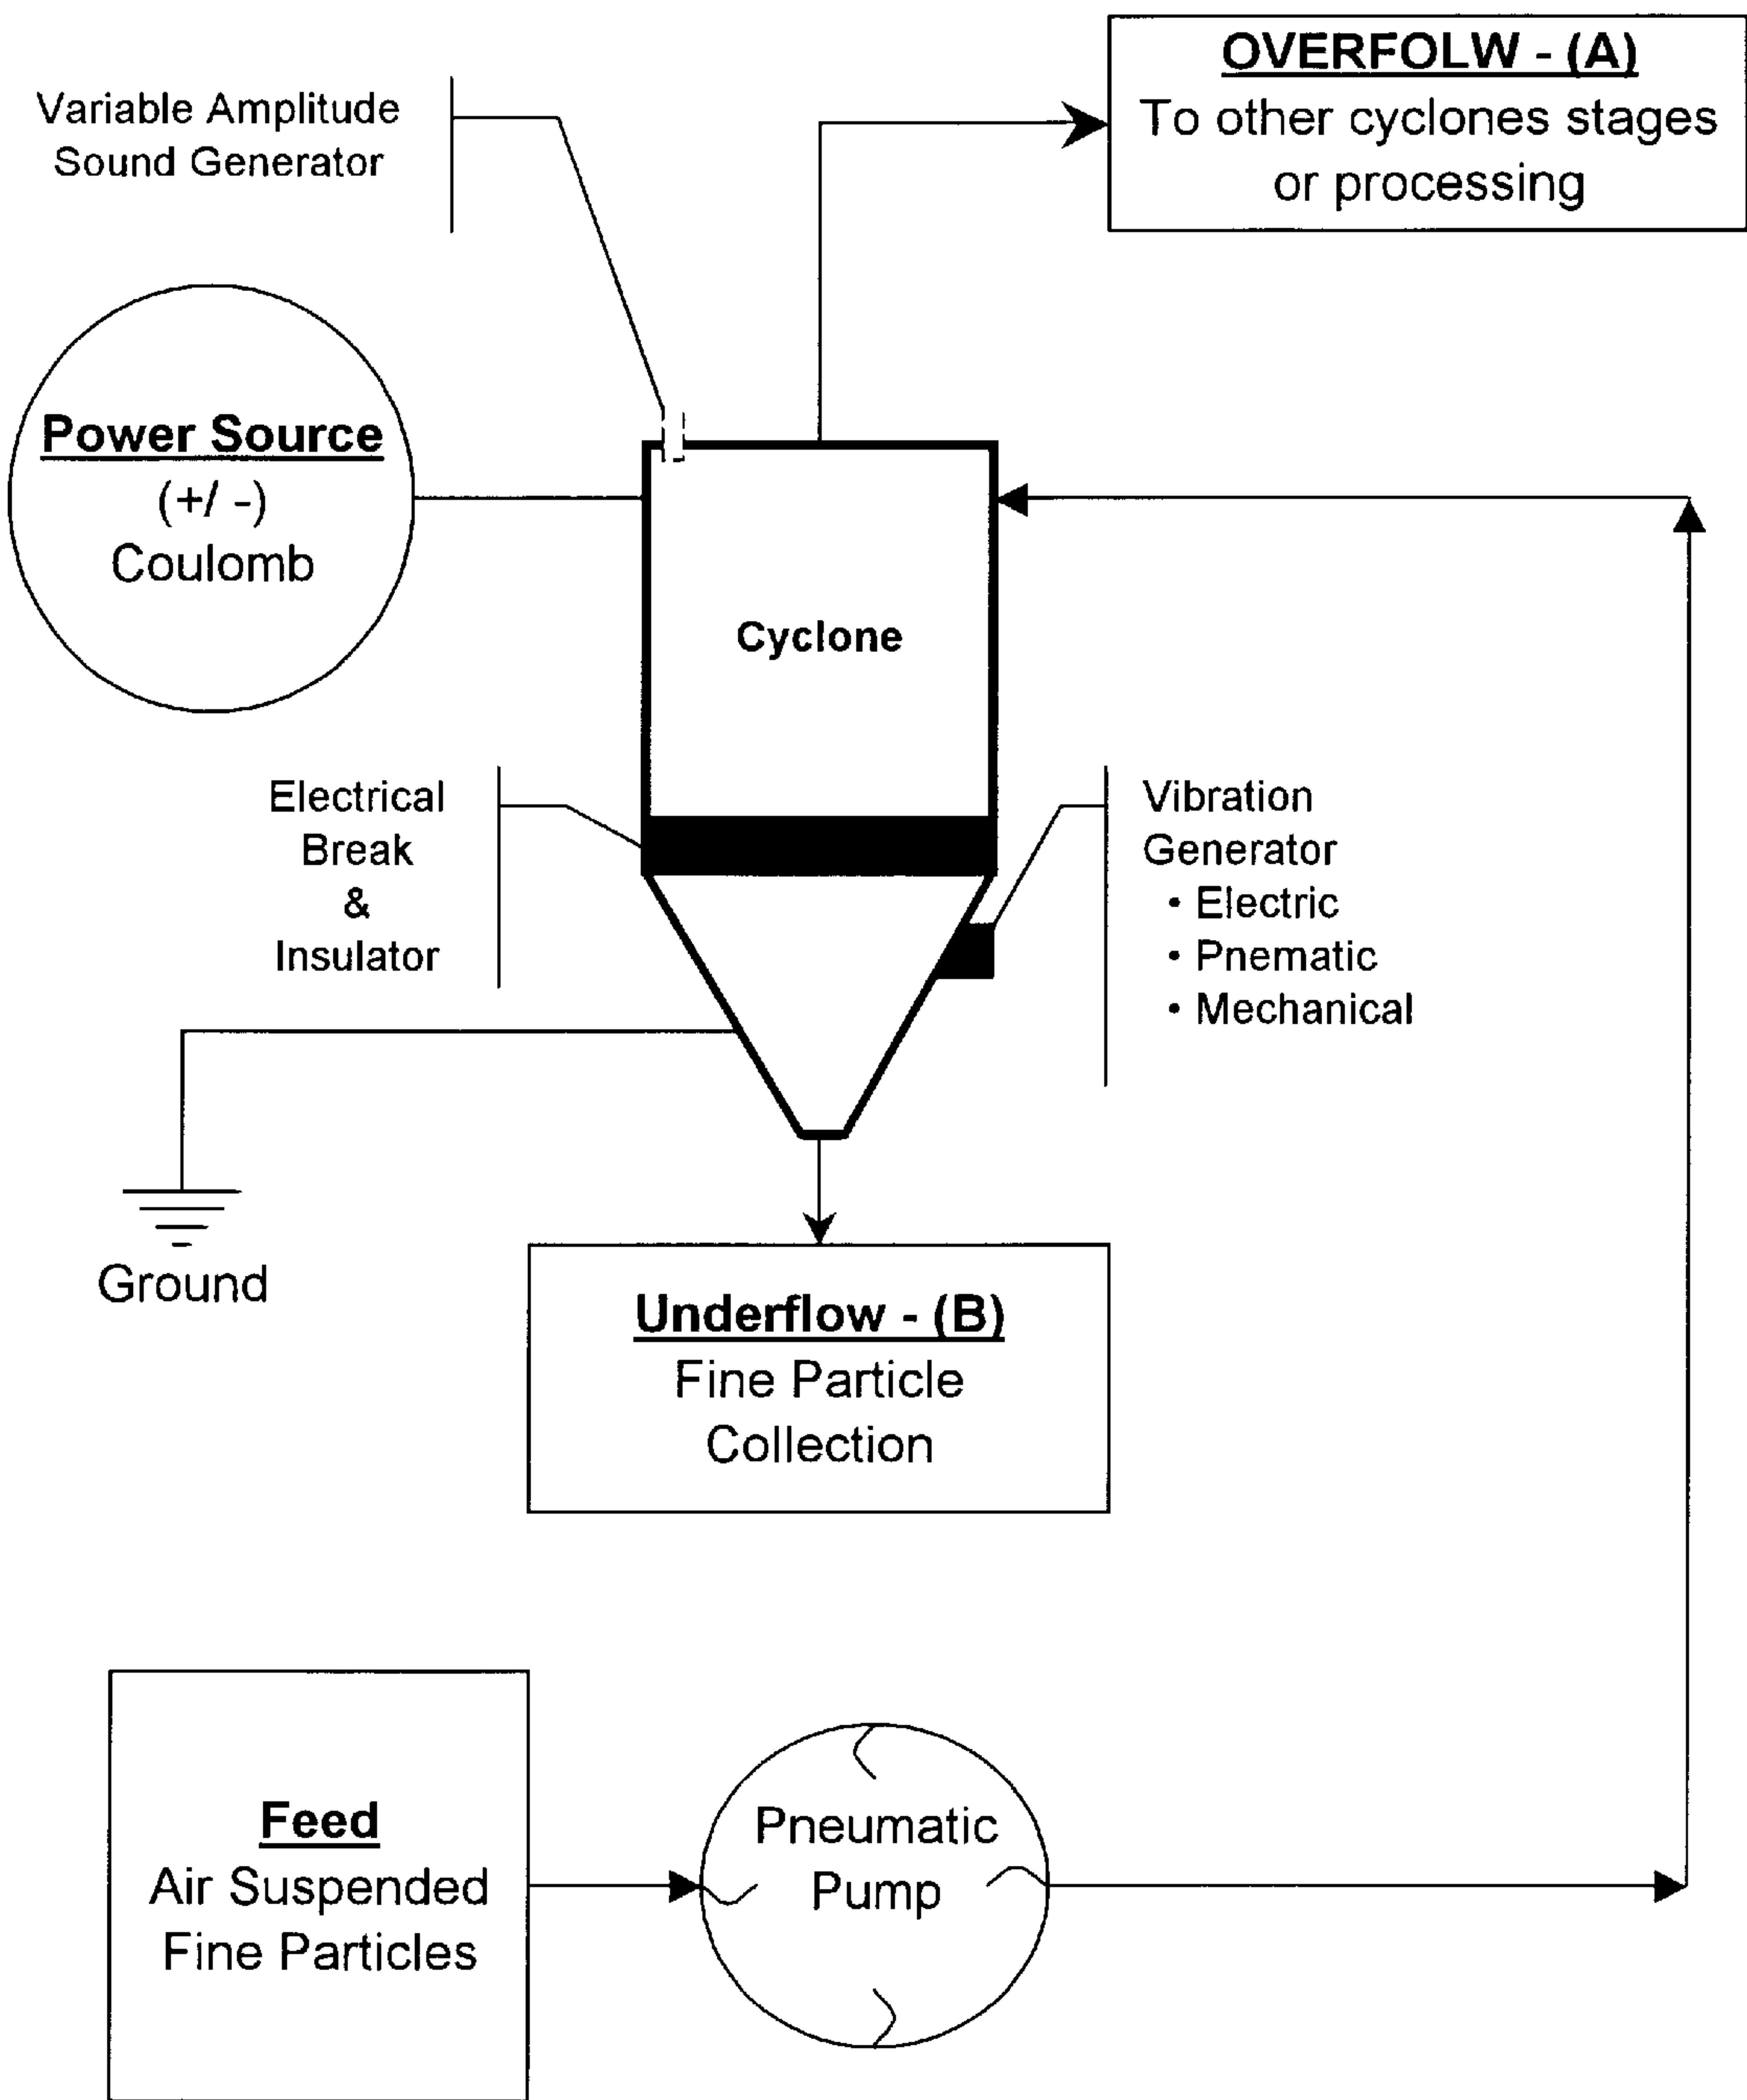 OVERFOLW - (A)
To other cyclones stages
or processing
Variable Amplitude
Sound Generator
Power Source
(+/ -)
Coulomb
Cyclone
Electrical
Break
&
Insulator
Vibration
Generator
• Electric
• Pnematic
• Mechanical
Ground
Underflow - (B)
Fine Particle
Collection
Feed
Air Suspended
Fine Particles
Pneumatic
Pump